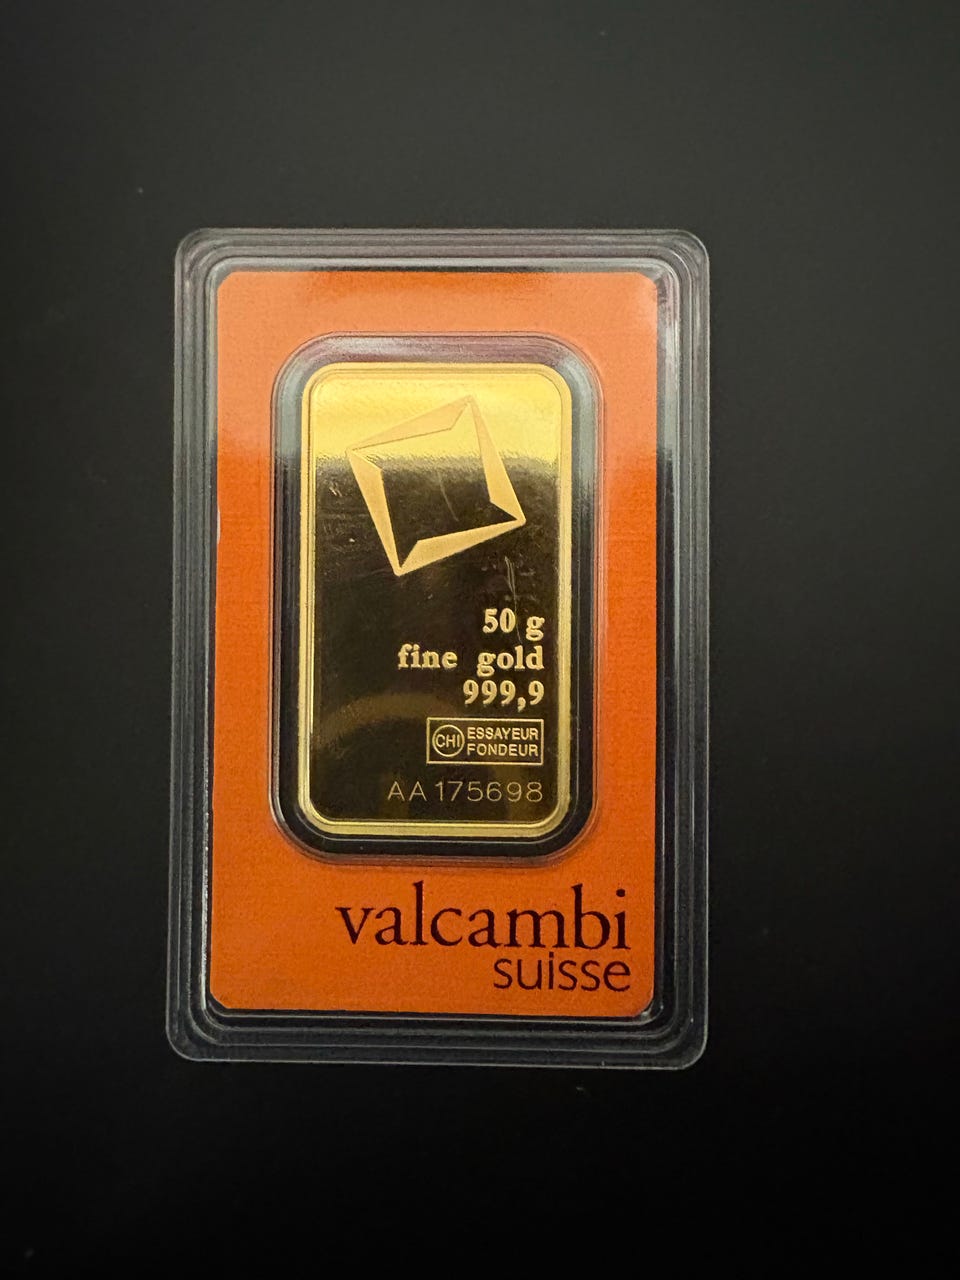 50 g
fine gold
999,9
CHI ESSAYEUR
FONDEUR
AA 175698
valcambi
suisse